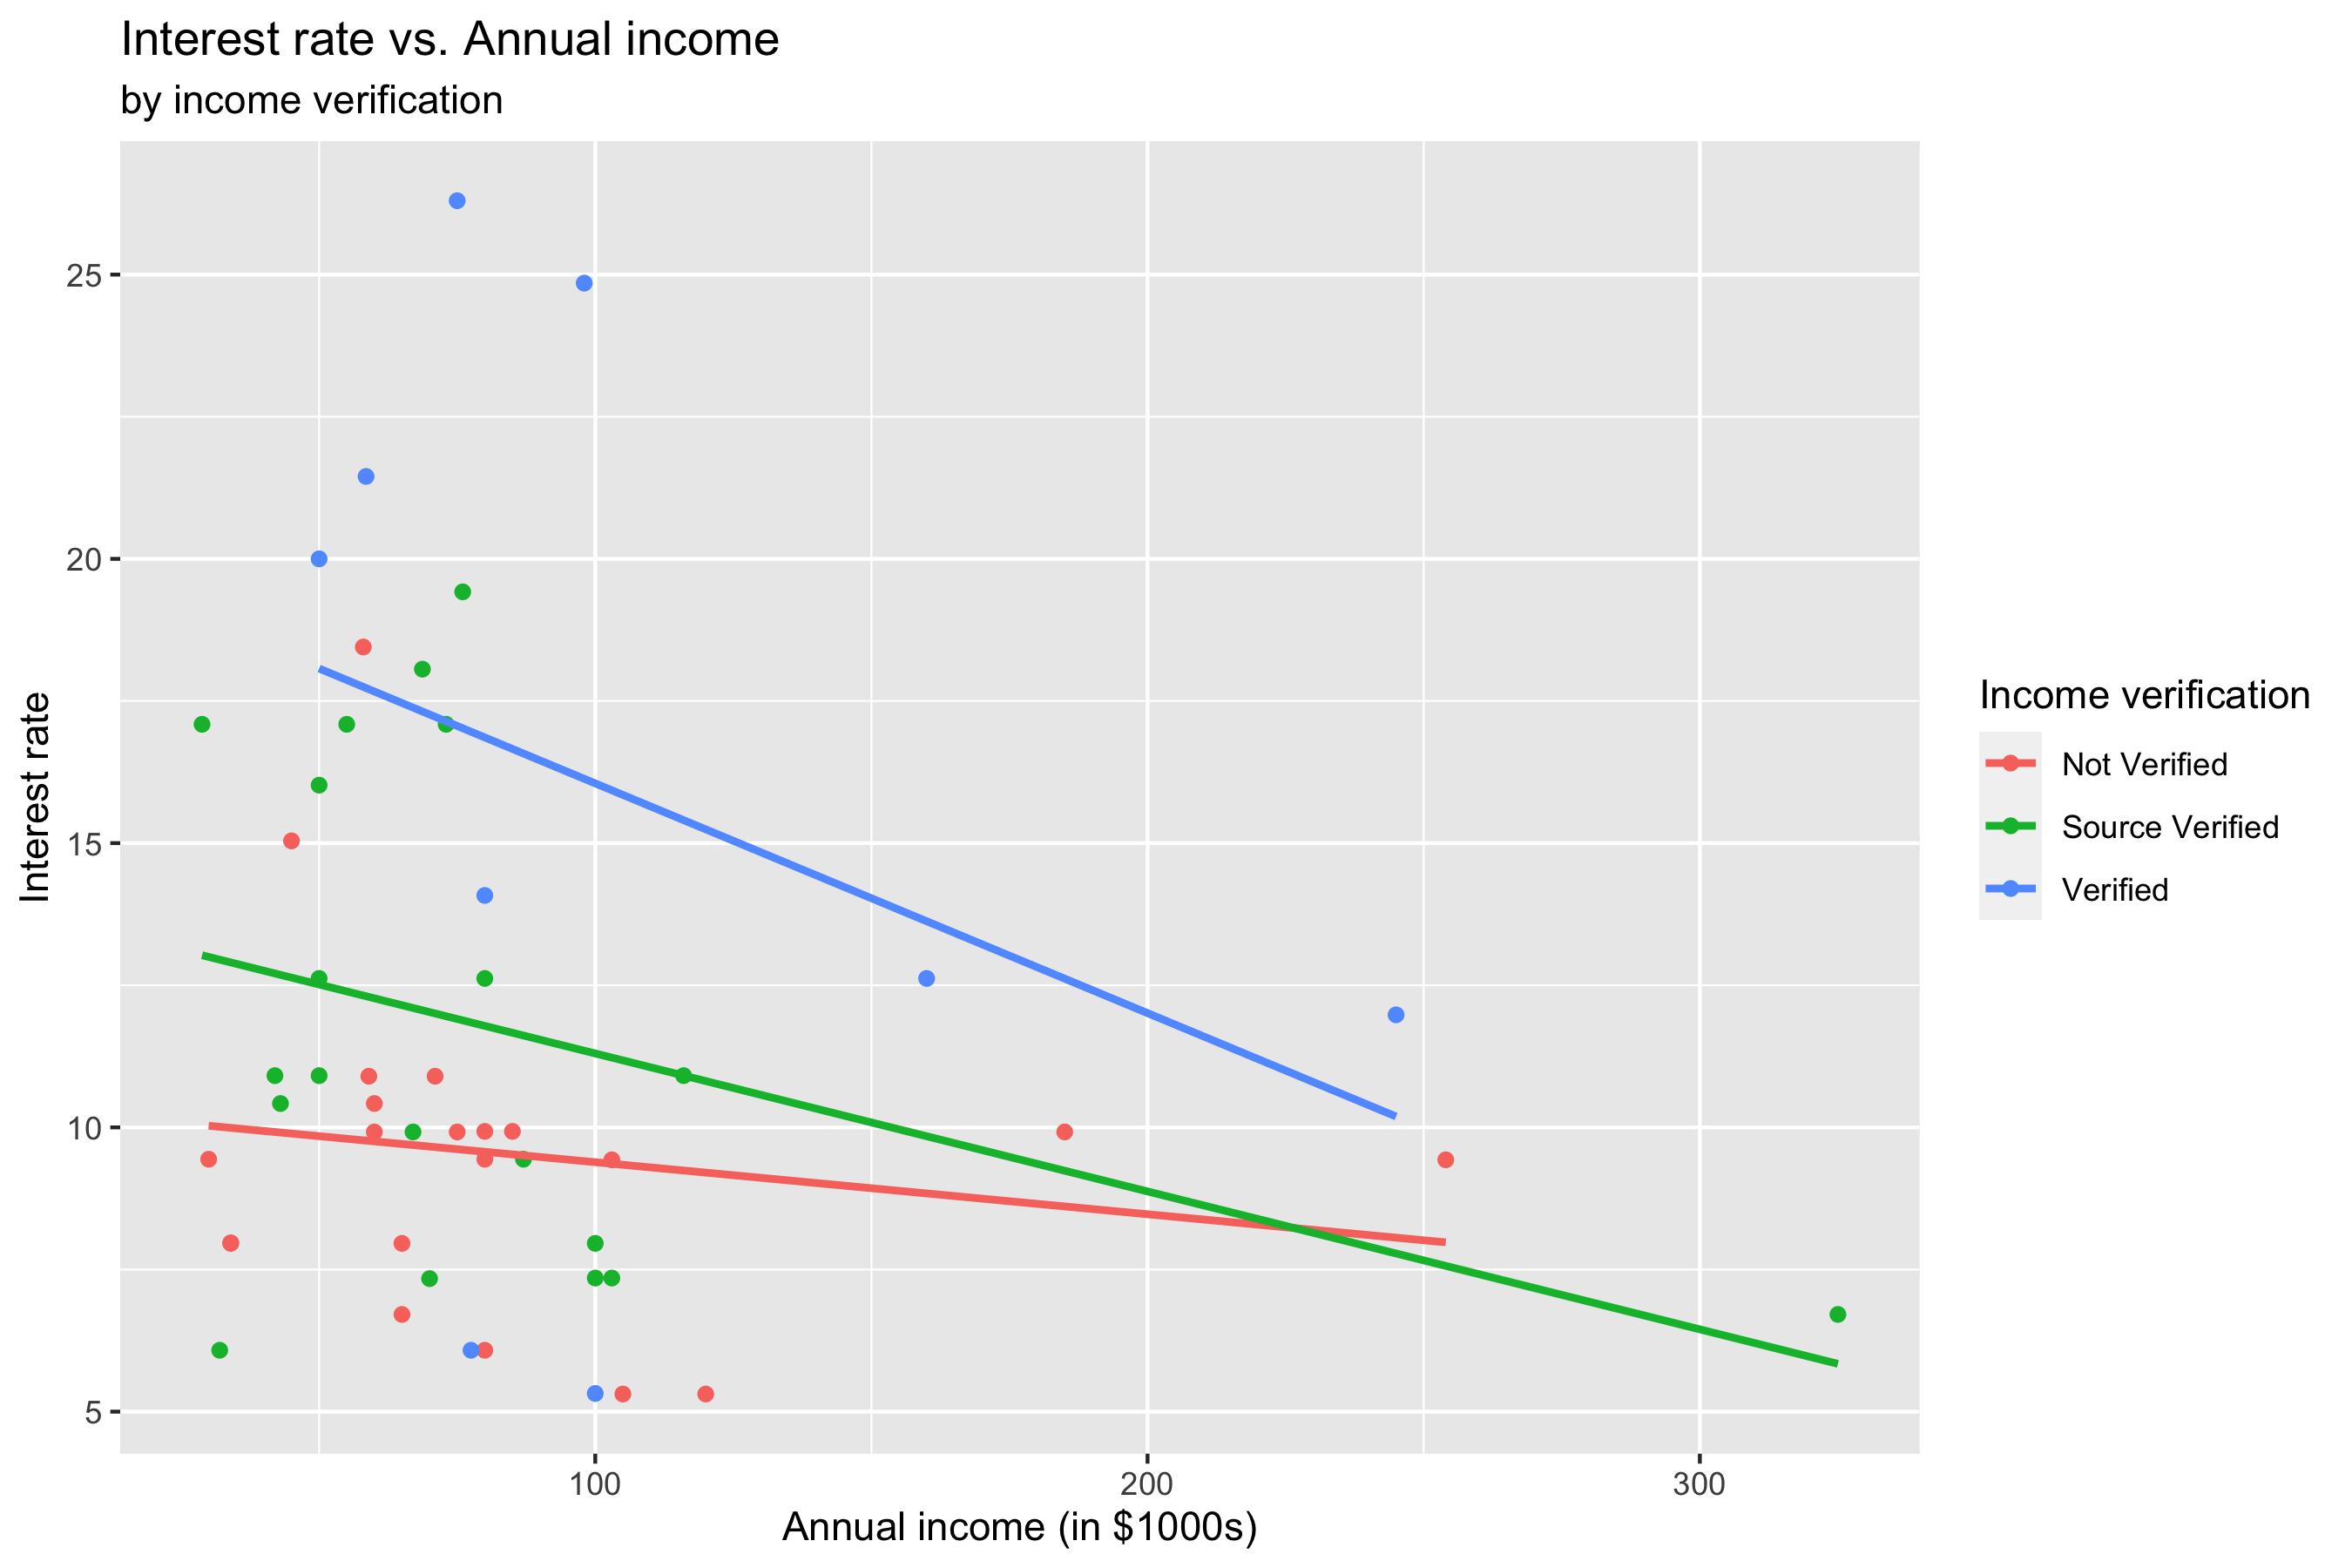 Interest rate vs. Annual income
by income verification
Interest rate
25
20
15
10
5
100 200 300
Annual income (in $1000s)
Income verification
Not Verified
Source Verified
Verified